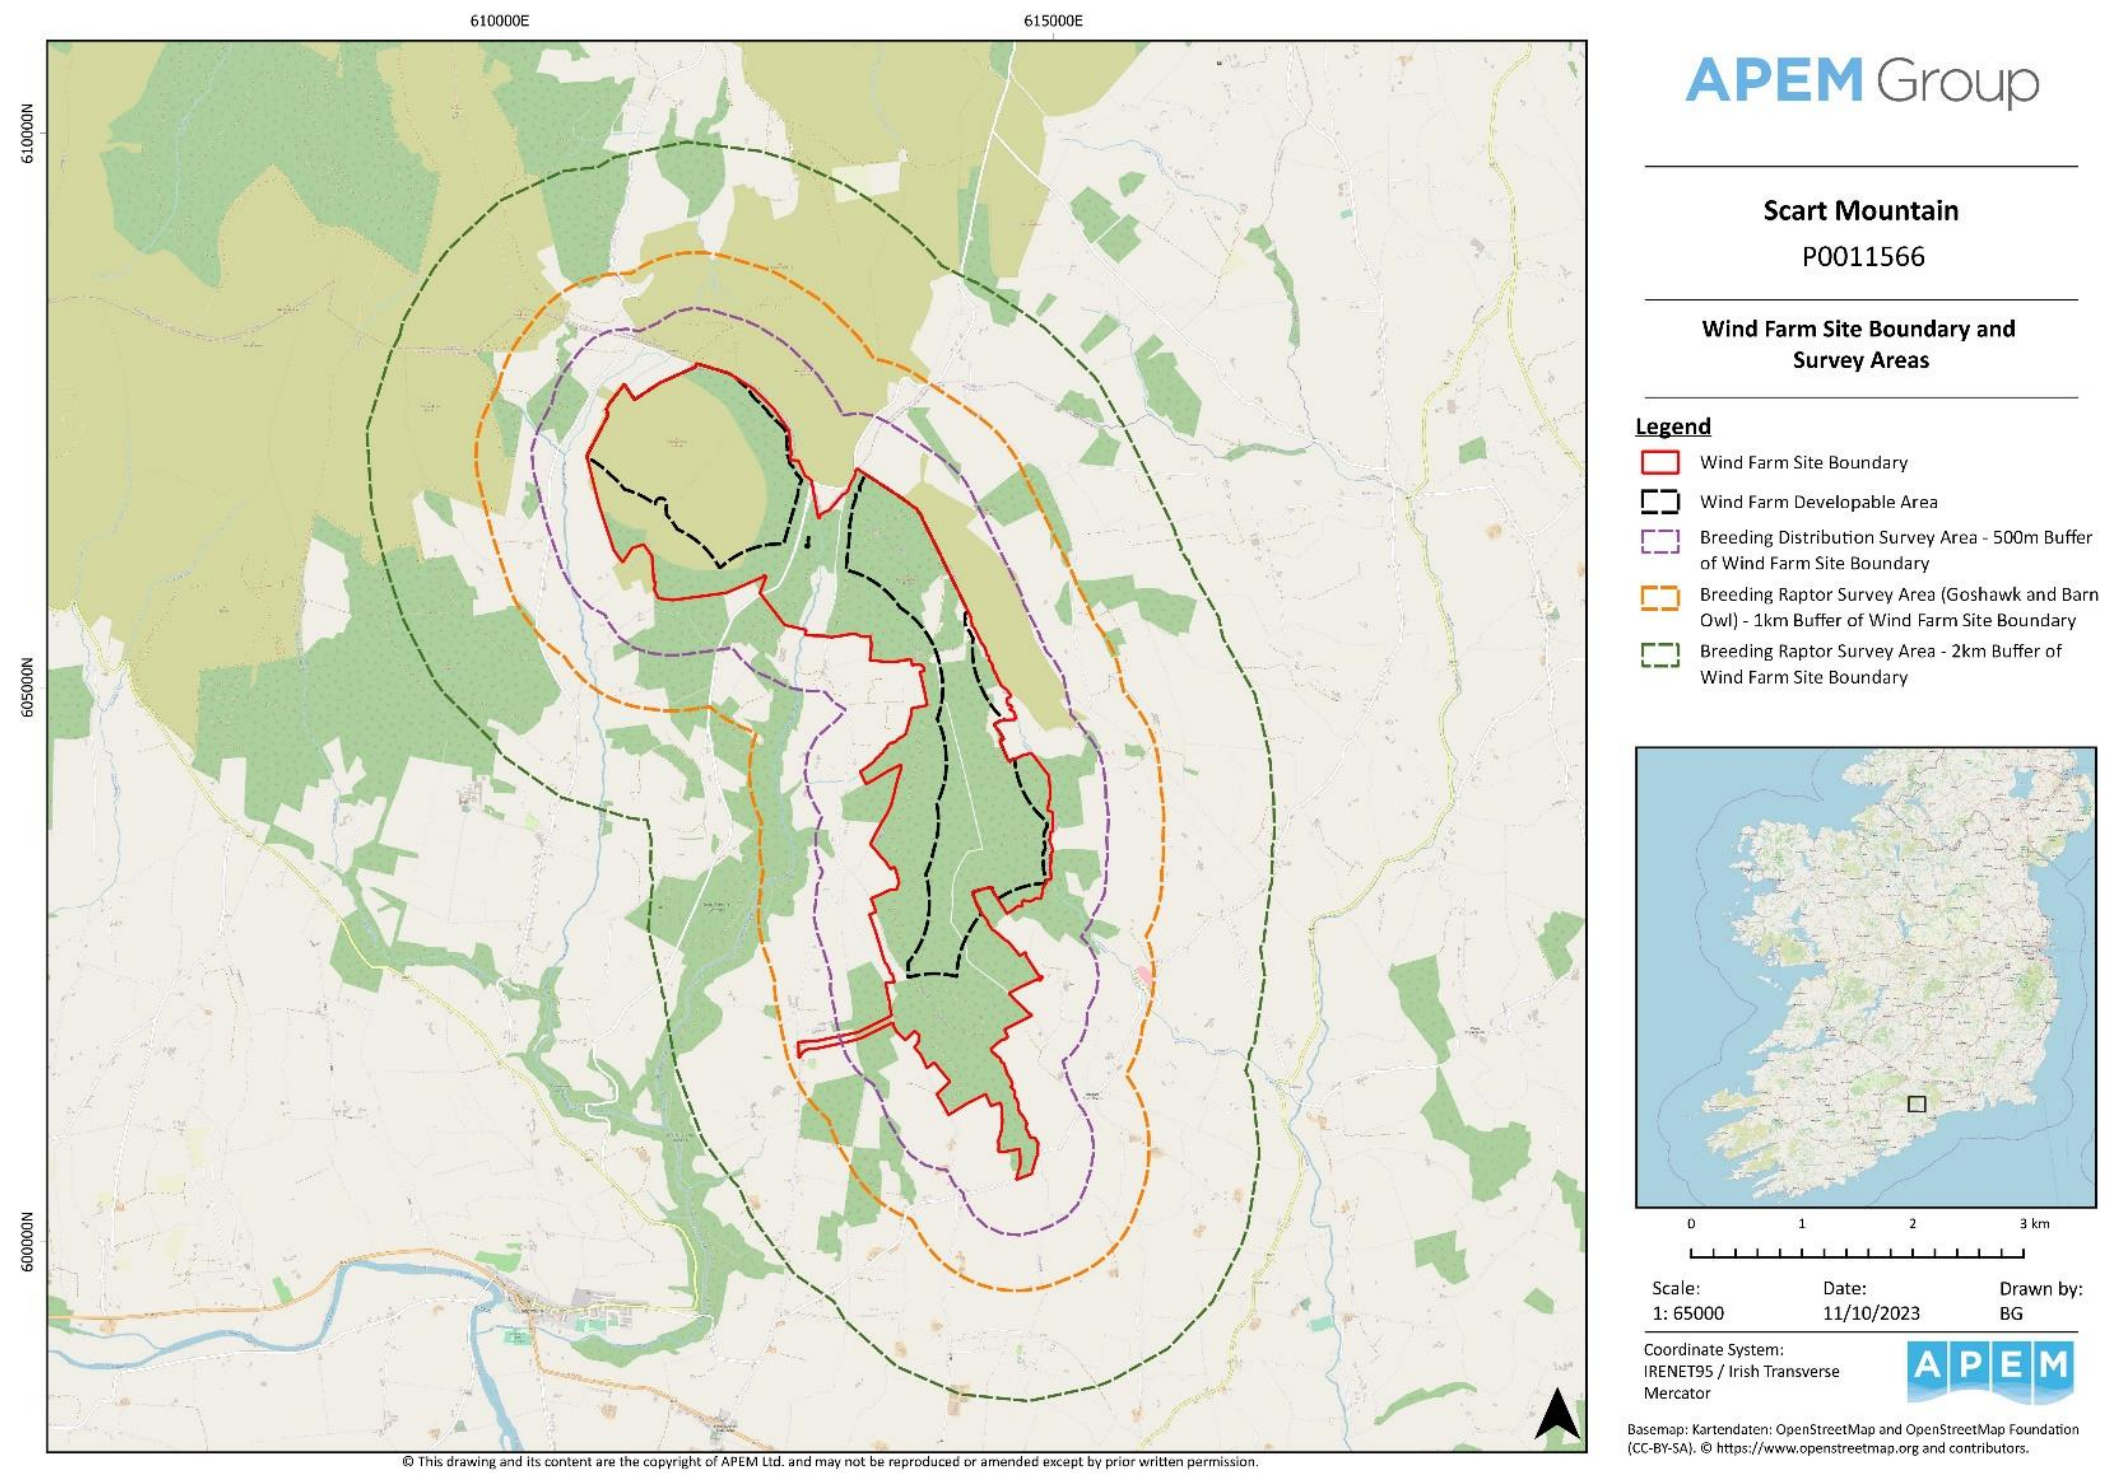 610000E
615000E
610000N
605000N
600000N
APEM Group
Scart Mountain
P0011566
Wind Farm Site Boundary and
Survey Areas
Legend
Wind Farm Site Boundary
Wind Farm Developable Area
Breeding Distribution Survey Area - 500m Buffer
of Wind Farm Site Boundary
Breeding Raptor Survey Area (Goshawk and Barn
Owl) - 1km Buffer of Wind Farm Site Boundary
Breeding Raptor Survey Area - 2km Buffer of
Wind Farm Site Boundary
0 1 2 3 km
Scale:
1: 65000
Date:
11/10/2023
Drawn by:
BG
Coordinate System:
IRENET95 / Irish Transverse
Mercator
APEM
Basemap: Kartendaten: OpenStreetMap and OpenStreetMap Foundation
(CC-BY-SA). © https://www.openstreetmap.org and contributors.
© This drawing and its content are the copyright of APEM Ltd. and may not be reproduced or amended except by prior written permission.